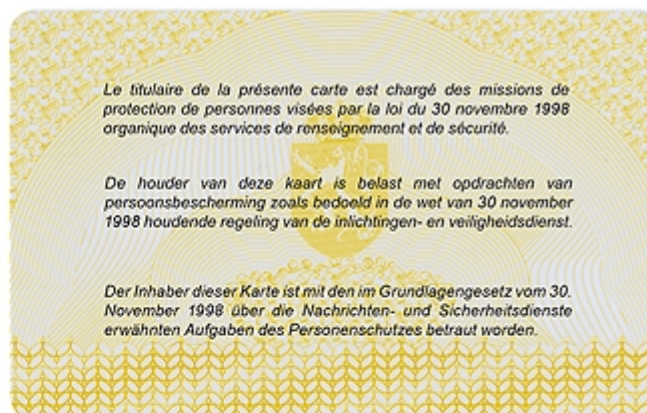 Le titulaire de la présente carte est chargé des missions de
protection de personnes visées par la loi du 30 novembre 1998
organique des services de renseignement et de sécurité.
De houder van deze kaart is belast met opdrachten van
persoonsbescherming zoals bedoeld in de wet van 30 november
1998 houdende regeling van de inlichtingen- en veiligheidsdienst.
Der Inhaber dieser Karte ist mit den im Grundlagengesetz vom 30.
November 1998 über die Nachrichten- und Sicherheitsdienste
erwähnten Aufgaben des Personenschutzes betraut worden.